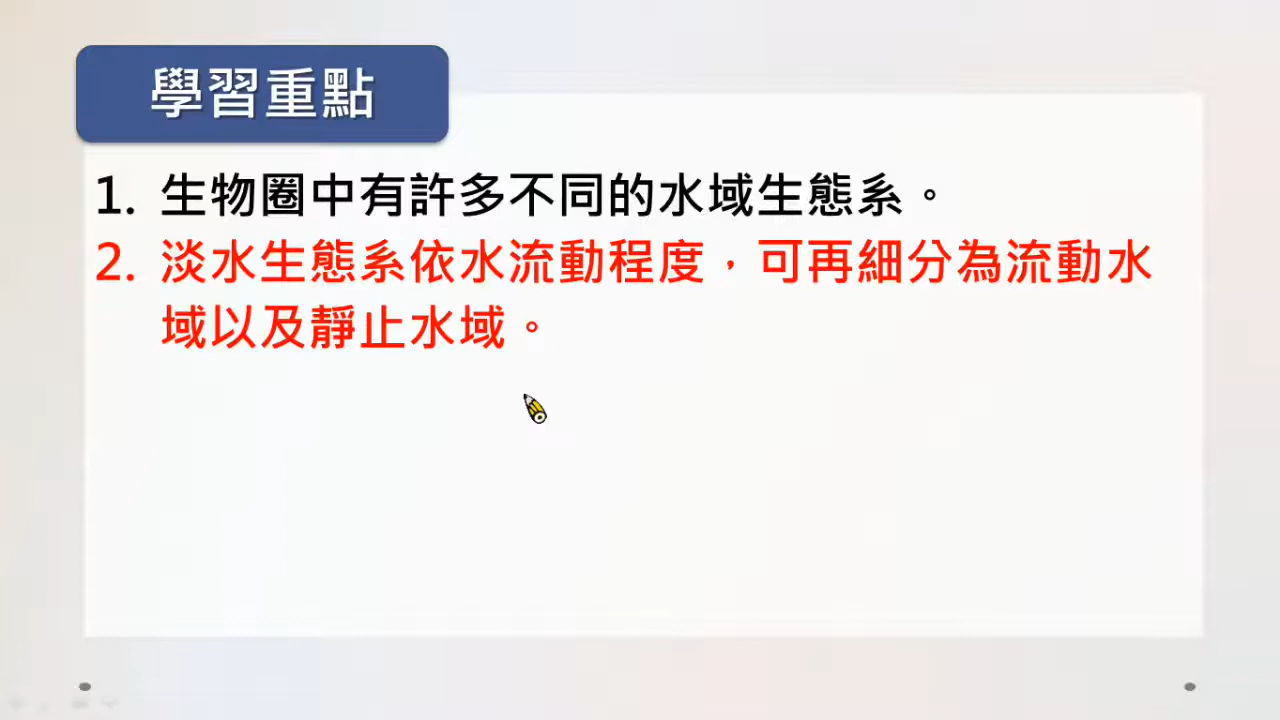 學習重點
1. 生物圈中有許多不同的水域生態系。
2. 淡水生態系依水流動程度，可再細分為流動水
域以及靜止水域。